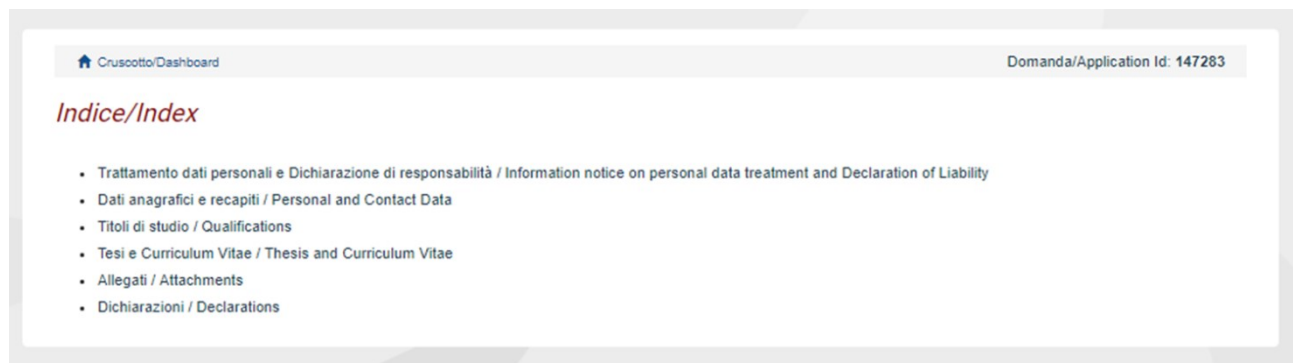 Cruscotto/Dashboard Domanda/Application Id: 147283
Indice/Index
• Trattamento dati personali e Dichiarazione di responsabilità / Information notice on personal data treatment and Declaration of Liability
• Dati anagrafici e recapiti / Personal and Contact Data
• Titoli di studio / Qualifications
• Tesi e Curriculum Vitae / Thesis and Curriculum Vitae
• Allegati / Attachments
• Dichiarazioni / Declarations